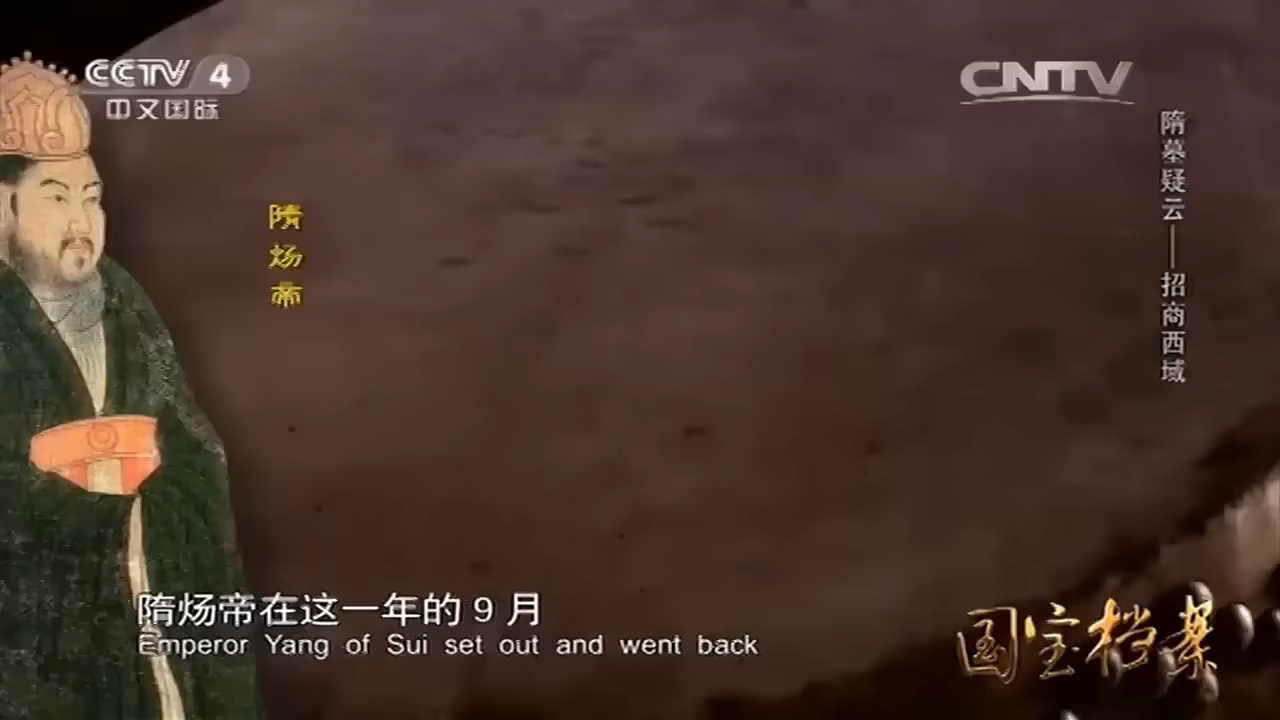 CCTV 4
中文国际
CNTV
隋墓疑云——招商西域
隋炀帝
隋炀帝在这一年的9月
Emperor Yang of Sui set out and went back
国宝档案